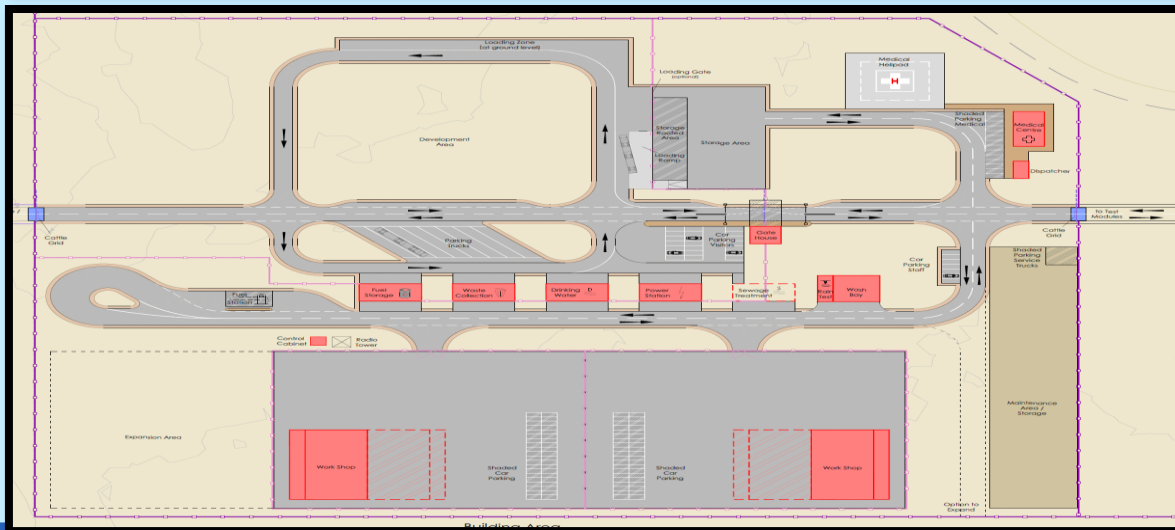 Loading Zone
(at ground level)
Medical
Helipad
H
Loading Gate
(optional)
Shaded
Parking
Medical
Medical
Centre
Storage
Roofed
Area
Storage Area
Development
Area
Loading
Ramp
Dispatcher
To Test
Modules
Cattle
Grid
Cattle
Grid
Parking
Trucks
Car
Parking
Visitors
Gate
House
Car
Parking
Staff
Shaded
Parking
Service
Trucks
Fuel
Station
Fuel
Storage
Waste
Collection
Drinking
Water
Power
Station
Sewage
Treatment
Rain
Test
Wash
Bay
Control
Cabinet
Radio
Tower
Expansion Area
Work Shop
Shaded
Car
Parking
Shaded
Car
Parking
Work Shop
Maintenance
Area /
Storage
Option to
Expand
Building Area